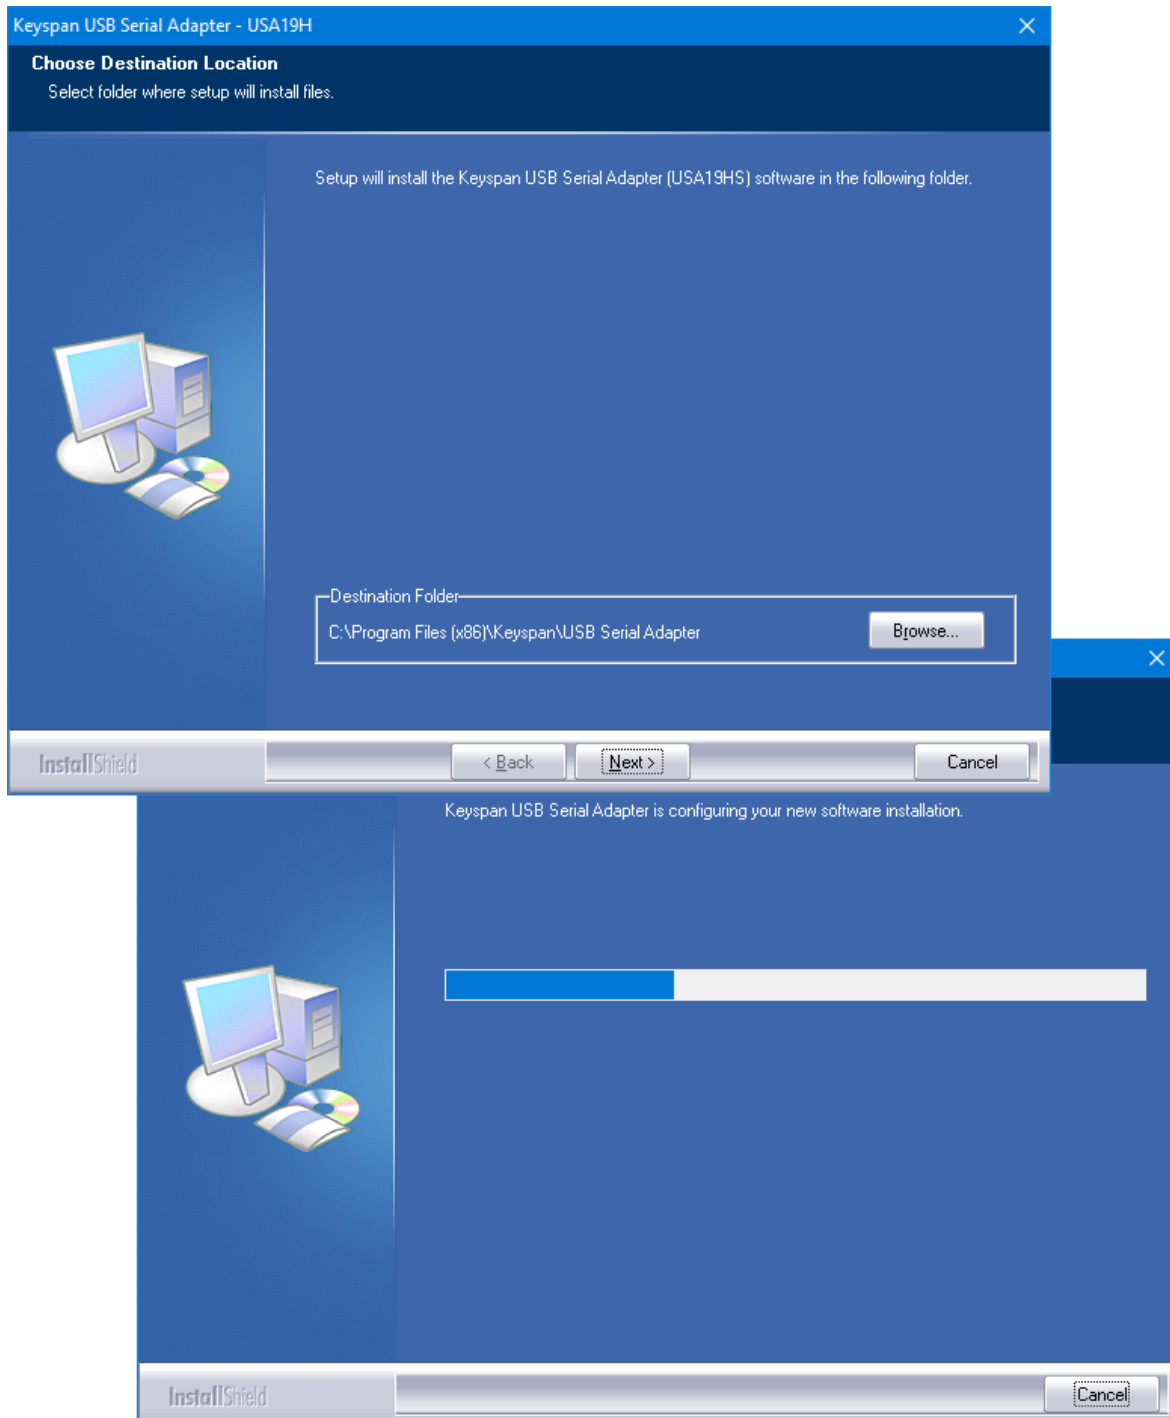 Keyspan USB Serial Adapter - USA19H
Choose Destination Location
Select folder where setup will install files.
Setup will install the Keyspan USB Serial Adapter (USA19HS) software in the following folder.
Destination Folder
C:\Program Files (x86)\Keyspan\USB Serial Adapter
Browse...
InstallShield
< Back
Next >
Cancel
Keyspan USB Serial Adapter is configuring your new software installation.
InstallShield
Cancel